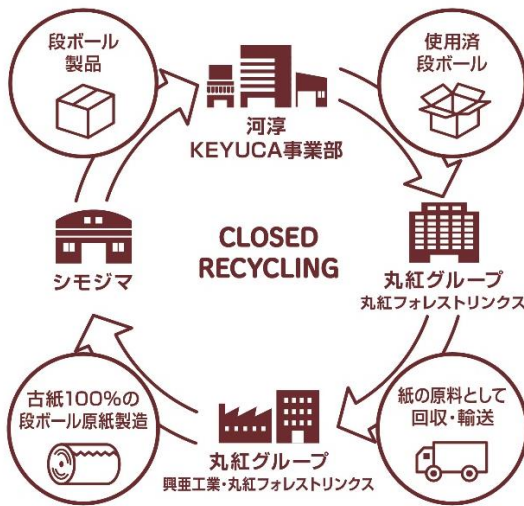 段ボール
製品
使用済
段ボール
河淳
KEYUCA事業部
CLOSED
RECYCLING
シモジマ
丸紅グループ
丸紅フォレストリンクス
古紙100%の
段ボール原紙製造
紙の原料として
回収・輸送
丸紅グループ
興亜工業・丸紅フォレストリンクス